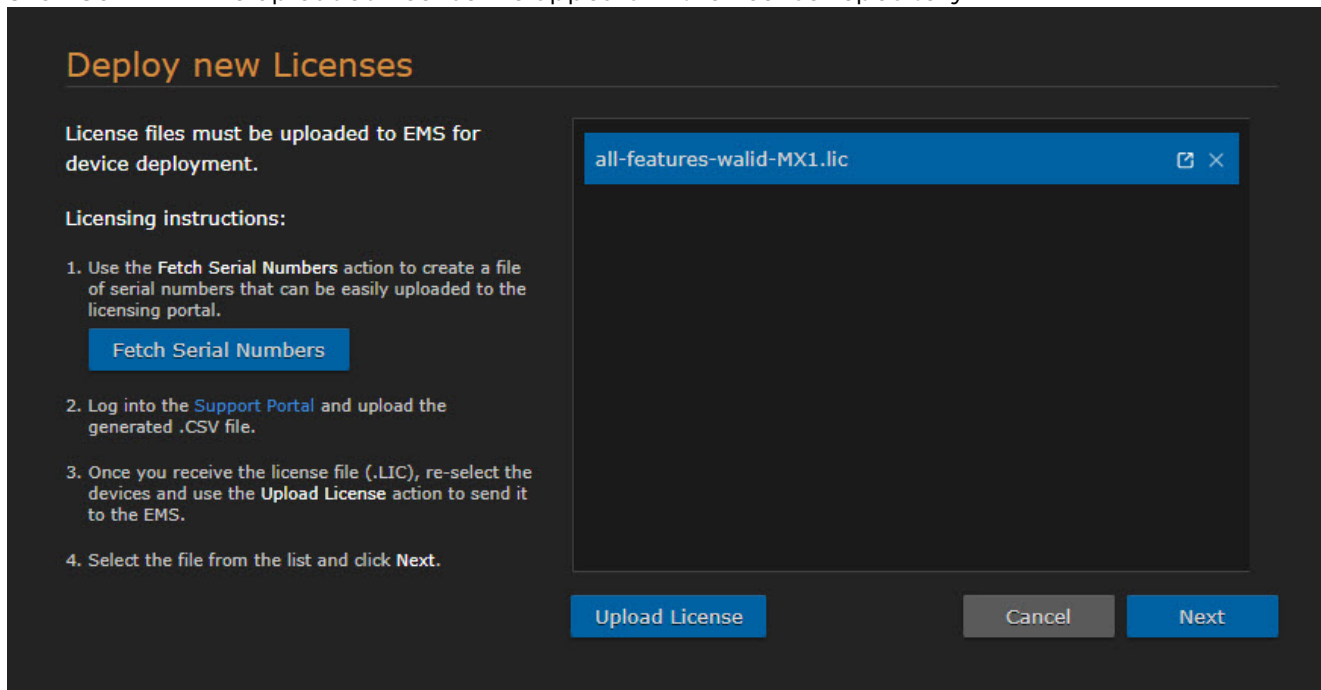 Deploy new Licenses
License files must be uploaded to EMS for
device deployment.
Licensing instructions:
1. Use the Fetch Serial Numbers action to create a file
of serial numbers that can be easily uploaded to the
licensing portal.
Fetch Serial Numbers
2. Log into the Support Portal and upload the
generated .CSV file.
3. Once you receive the license file (.LIC), re-select the
devices and use the Upload License action to send it
to the EMS.
4. Select the file from the list and click Next.
all-features-walid-MX1.lic
Upload License
Cancel
Next